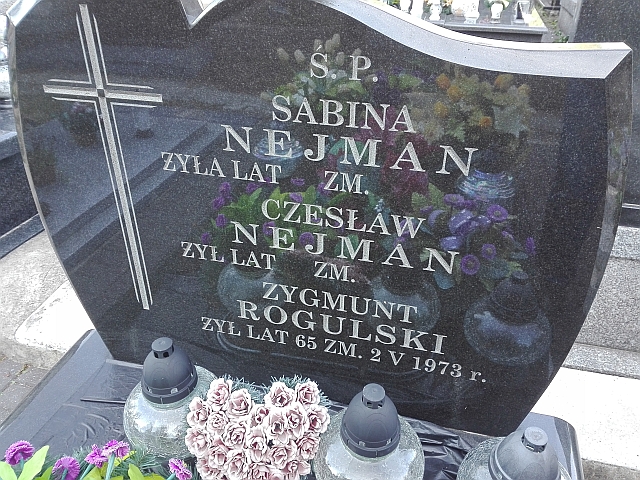 Ś. P.
SABINA
NEJMAN
ŻYŁA LAT ZM.
CZESŁAW
NEJMAN
ŻYŁ LAT ZM.
ZYGMUNT
ROGULSKI
ŻYŁ LAT 65 ZM. 2 V 1973 r.